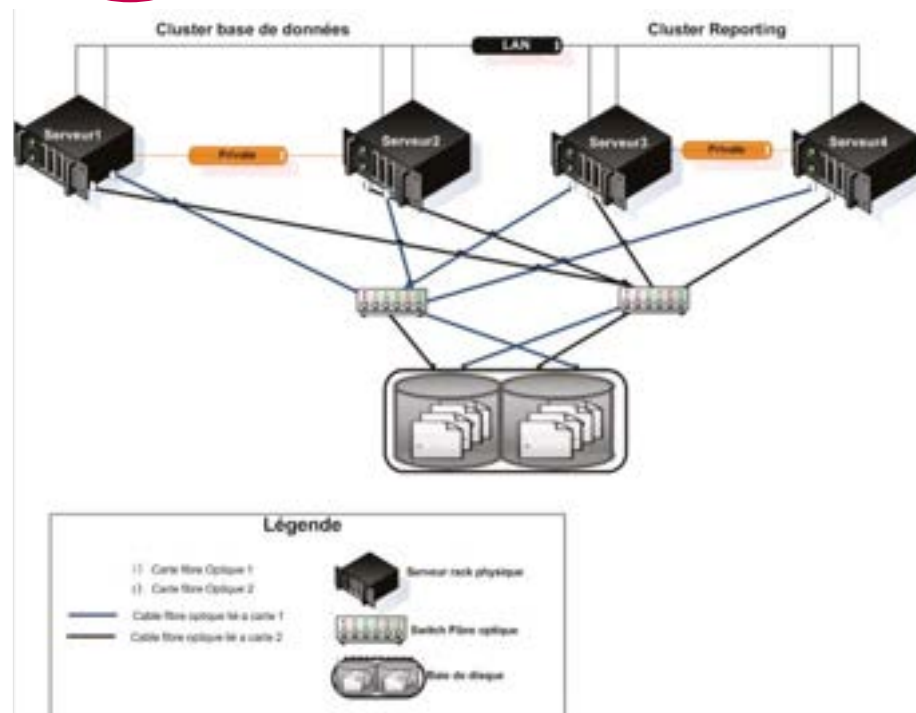 Cluster base de données
Cluster Reporting
LAN
Serveur1
Serveur2
Serveur3
Serveur4
Private
Private
Légende
Carte fibre Optique 1
Carte fibre Optique 2
Cable fibre optique lié a carte 1
Cable fibre optique lié a carte 2
Serveur rack physique
Switch Fibre optique
Baie de disque